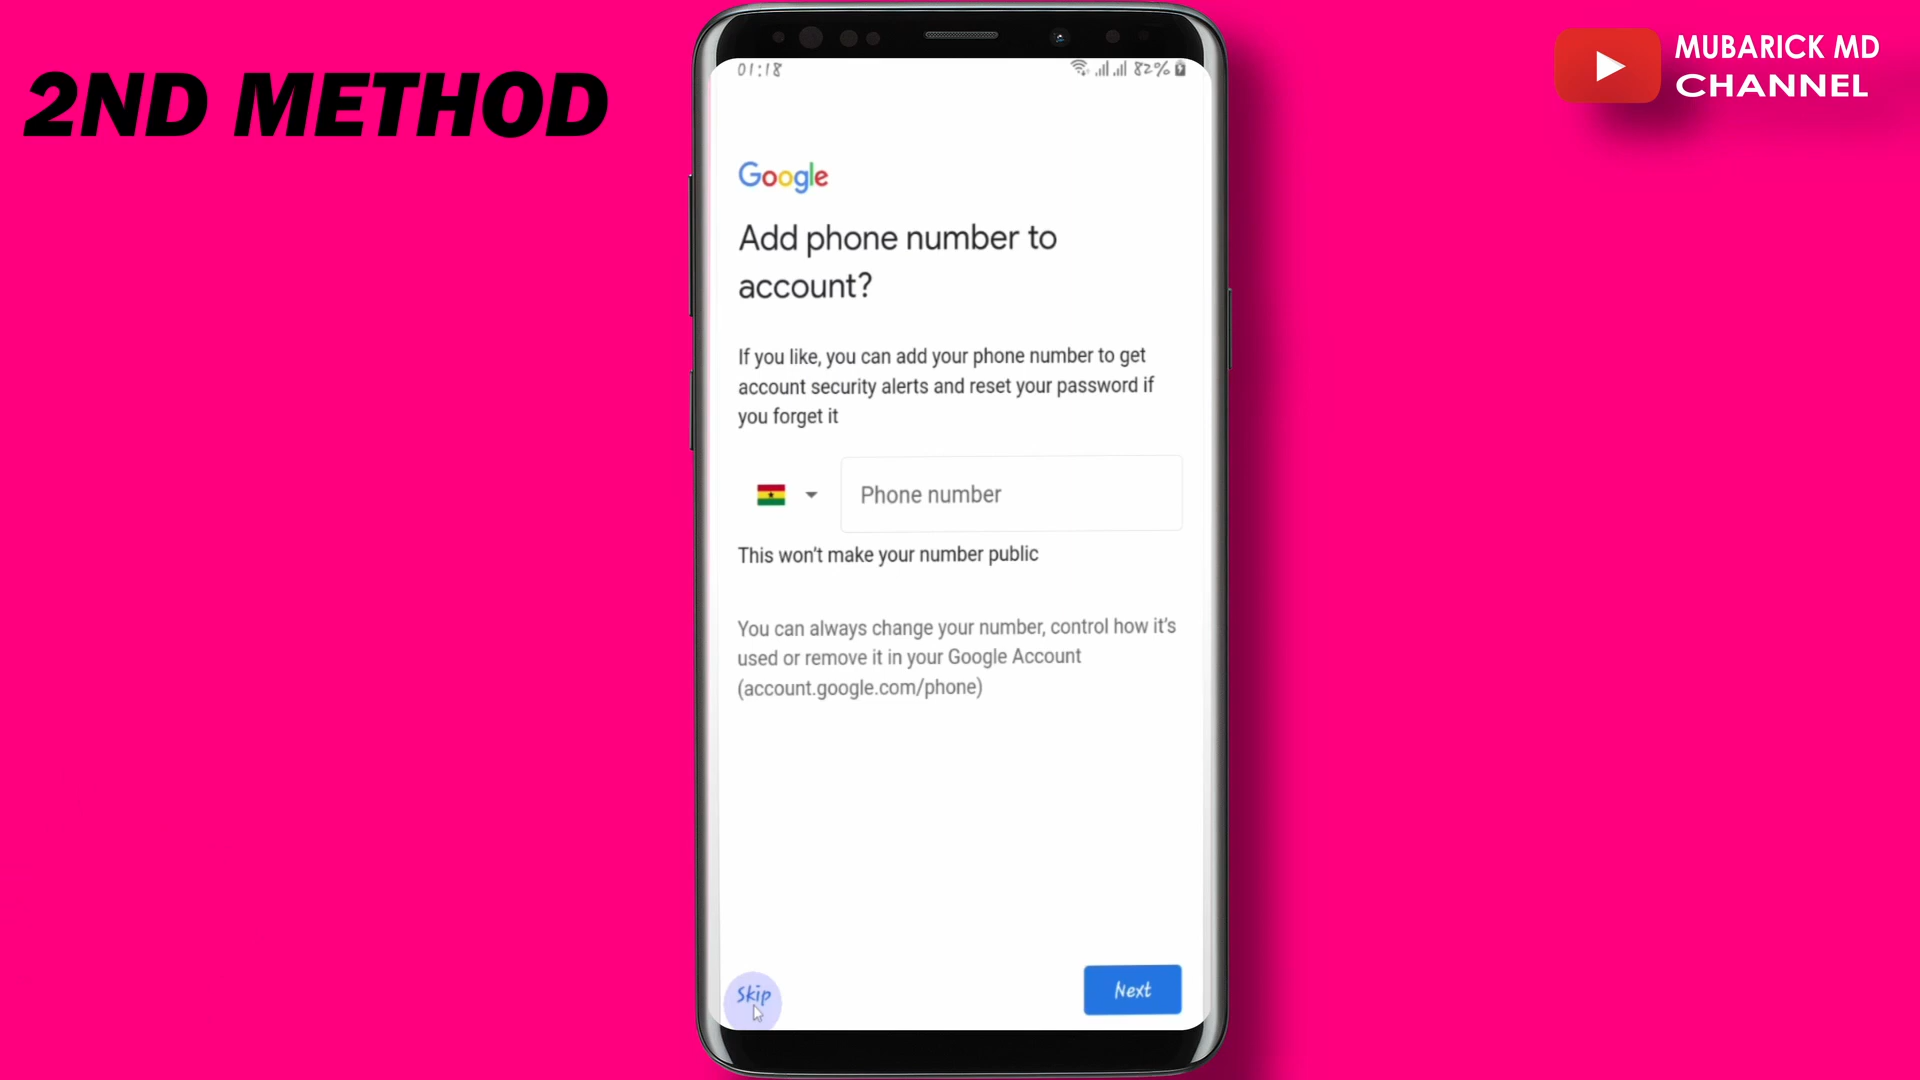 2ND METHOD
MUBARICK MD
CHANNEL
01:18
82%
Google
Add phone number to
account?
If you like, you can add your phone number to get
account security alerts and reset your password if
you forget it
Phone number
This won't make your number public
You can always change your number, control how it's
used or remove it in your Google Account
(account.google.com/phone)
Skip
Next